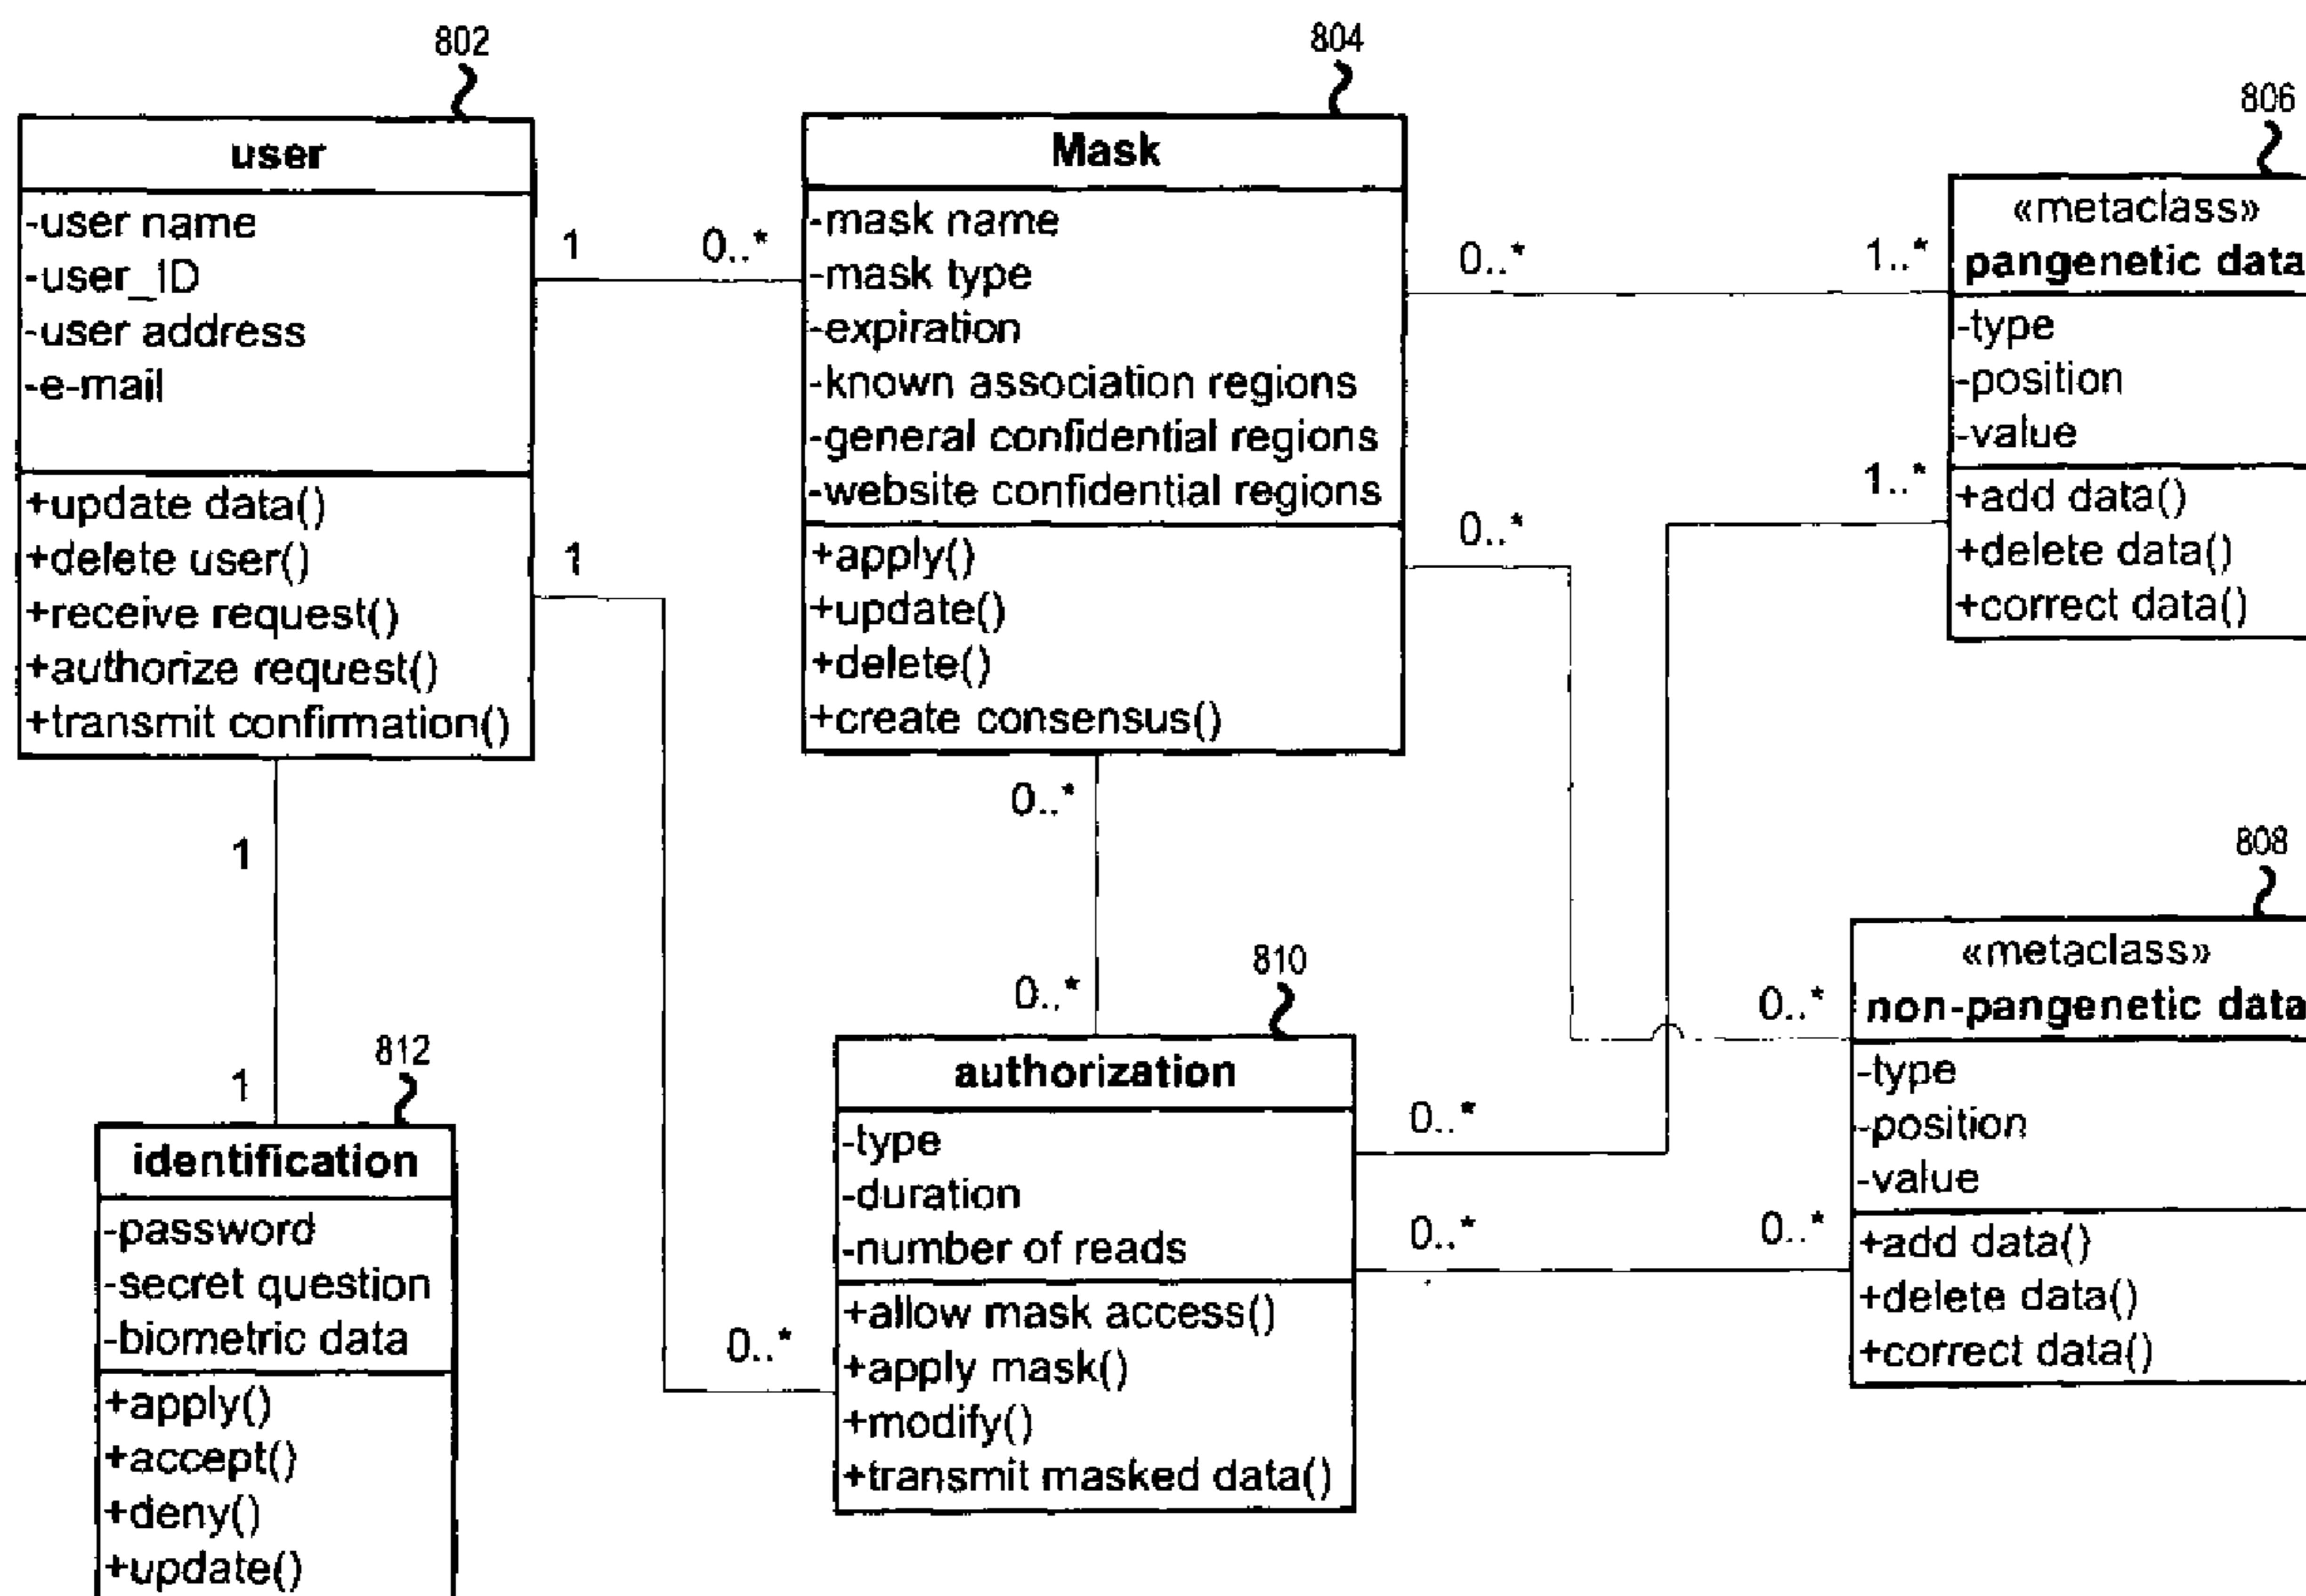 802
user
-user name
-user_ID
-user address
-e-mail
+update data()
+delete user()
+receive request()
+authorize request()
+transmit confirmation()
1
0..*
1
1
1
0..*
804
Mask
-mask name
-mask type
-expiration
-known association regions
-general confidential regions
-website confidential regions
+apply()
+update()
+delete()
+create consensus()
0..*
1..*
0..*
0..*
0..*
0..*
806
«metaclass»
pangenetic data
-type
-position
-value
+add data()
+delete data()
+correct data()
1..*
808
«metaclass»
non-pangenetic data
-type
-position
-value
+add data()
+delete data()
+correct data()
810
authorization
-type
-duration
-number of reads
+allow mask access()
+apply mask()
+modify()
+transmit masked data()
0..*
0..*
0..*
812
identification
-password
-secret question
-biometric data
+apply()
+accept()
+deny()
+update()